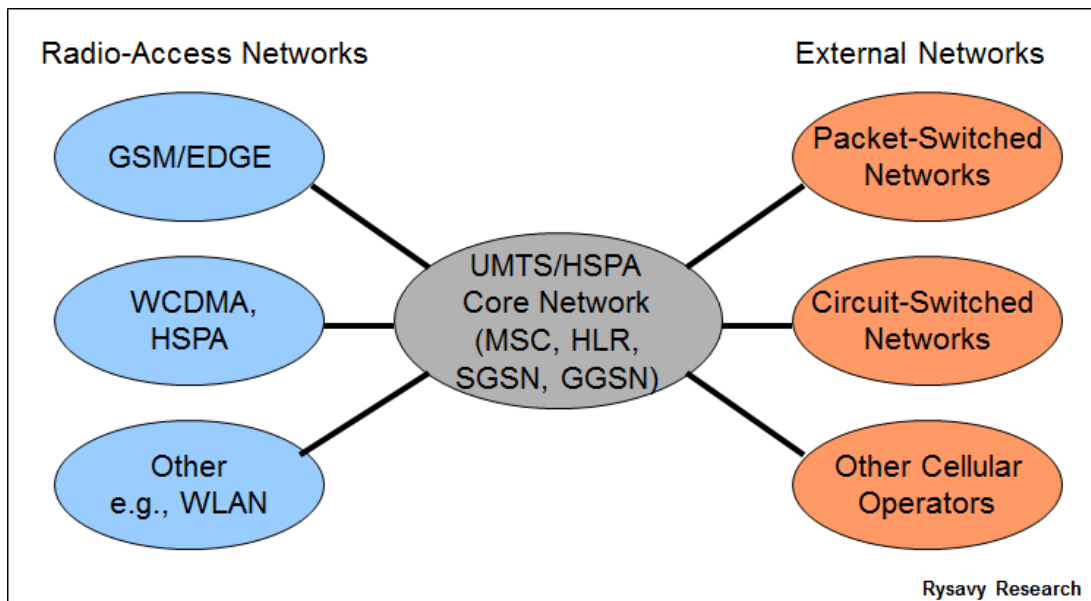 Radio-Access Networks
External Networks
GSM/EDGE
Packet-Switched
Networks
UMTS/HSPA
Core Network
(MSC, HLR,
SGSN, GGSN)
WCDMA,
HSPA
Circuit-Switched
Networks
Other
e.g., WLAN
Other Cellular
Operators
Rysavy Research